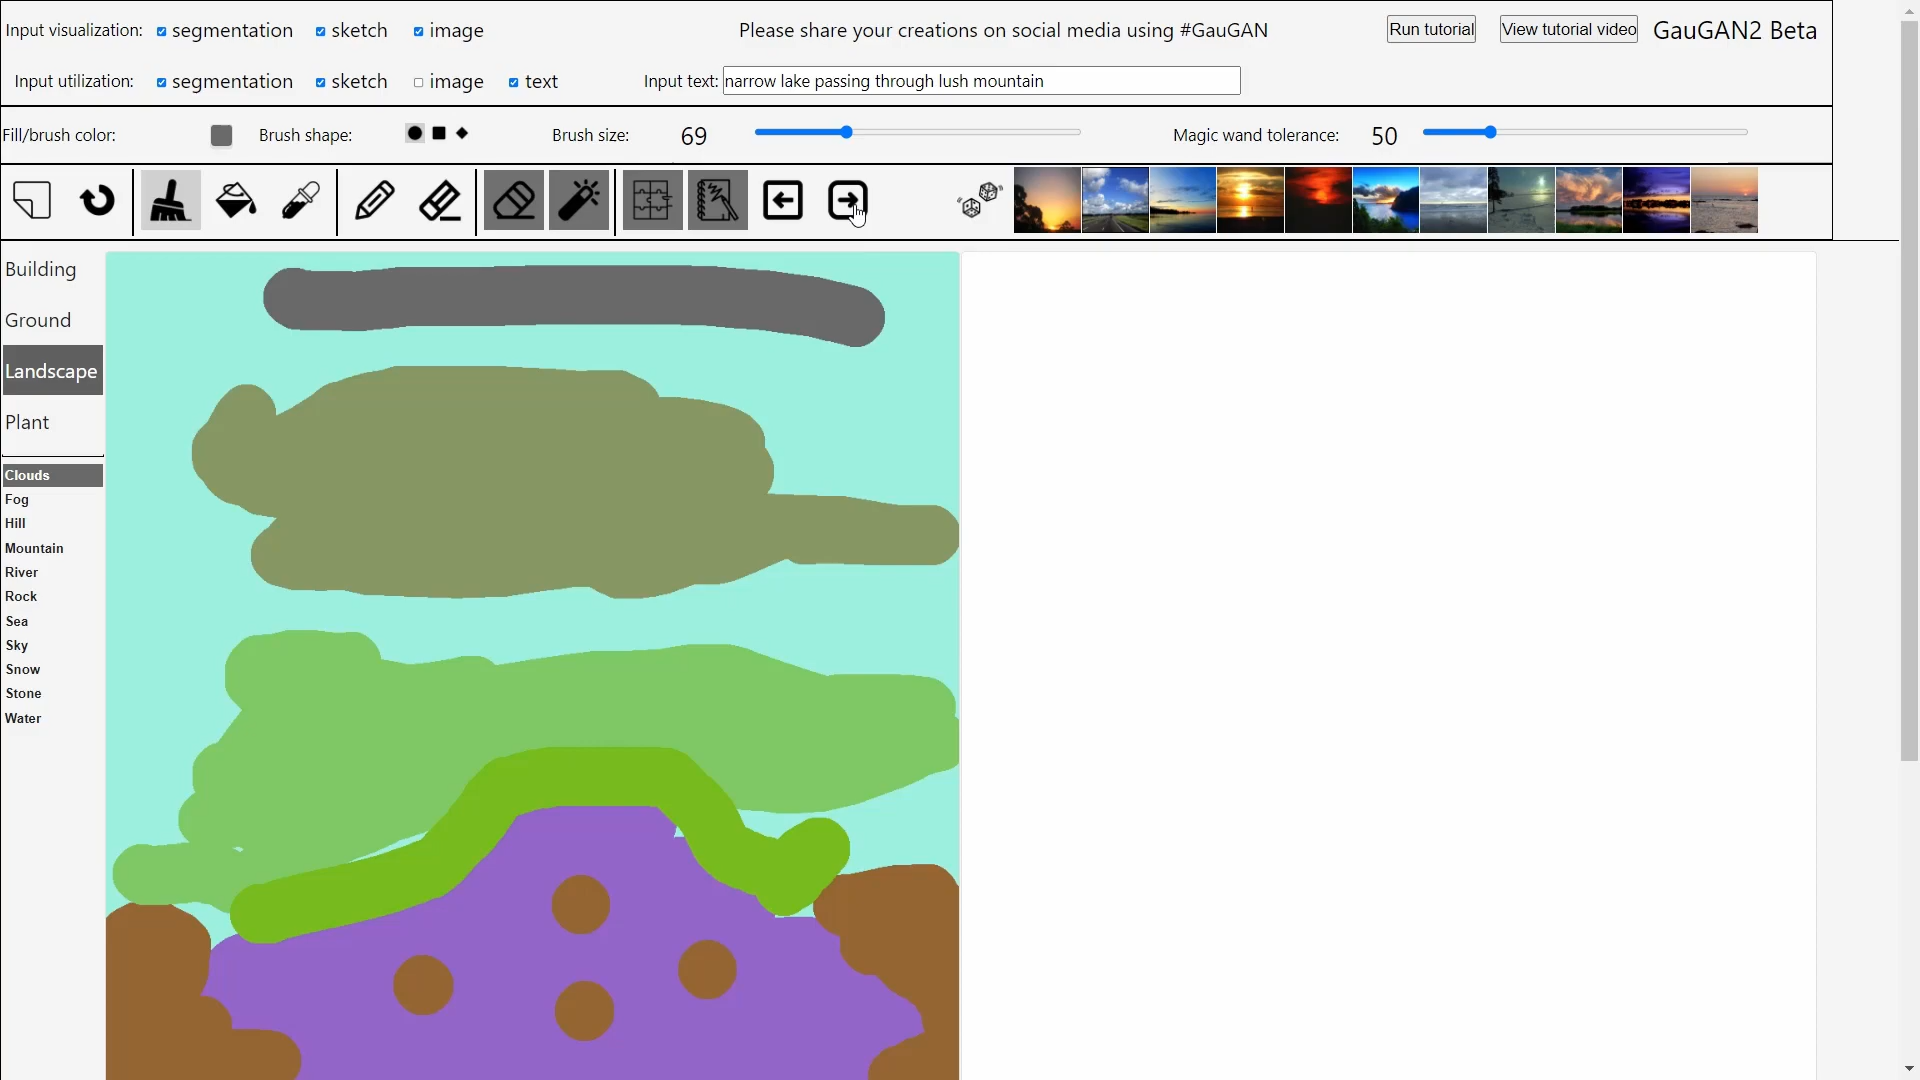 Input visualization: segmentation sketch image Please share your creations on social media using #GauGAN Run tutorial View tutorial video GauGAN2 Beta
Input utilization: segmentation sketch image text Input text: narrow lake passing through lush mountain
Fill/brush color: Brush shape: Brush size: 69 Magic wand tolerance: 50
Building
Ground
Landscape
Plant
Clouds
Fog
Hill
Mountain
River
Rock
Sea
Sky
Snow
Stone
Water